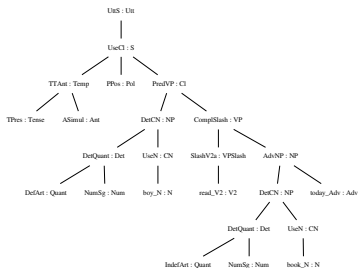 UttS : Utt
UseCl : S
TTAnt : Temp PPos : Pol PredVP : Cl
TPres : Tense ASimul : Ant DetCN : NP ComplSlash : VP
DetQuant : Det UseN : CN SlashV2a : VPSlash AdvNP : NP
DefArt : Quant NumSg : Num boy_N : N read_V2 : V2 DetCN : NP today_Adv : Adv
DetQuant : Det UseN : CN
IndefArt : Quant NumSg : Num book_N : N